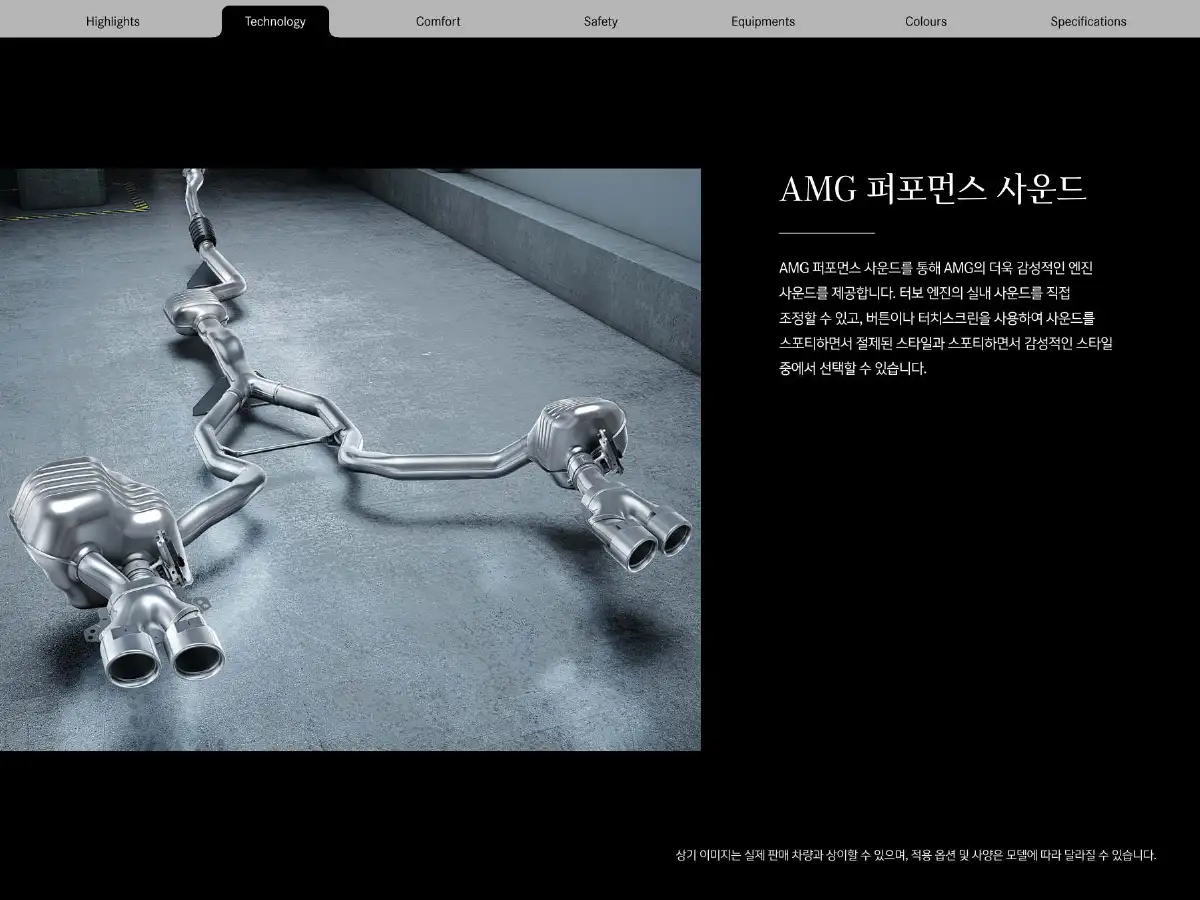 Highlights
Technology
Comfort
Safety
Equipments
Colours
Specifications
AMG 퍼포먼스 사운드
AMG 퍼포먼스 사운드를 통해 AMG의 더욱 감성적인 엔진
사운드를 제공합니다. 터보 엔진의 실내 사운드를 직접
조정할 수 있고, 버튼이나 터치스크린을 사용하여 사운드를
스포티하면서 절제된 스타일과 스포티하면서 감성적인 스타일
중에서 선택할 수 있습니다.
상기 이미지는 실제 판매 차량과 상이할 수 있으며, 적용 옵션 및 사양은 모델에 따라 달라질 수 있습니다.